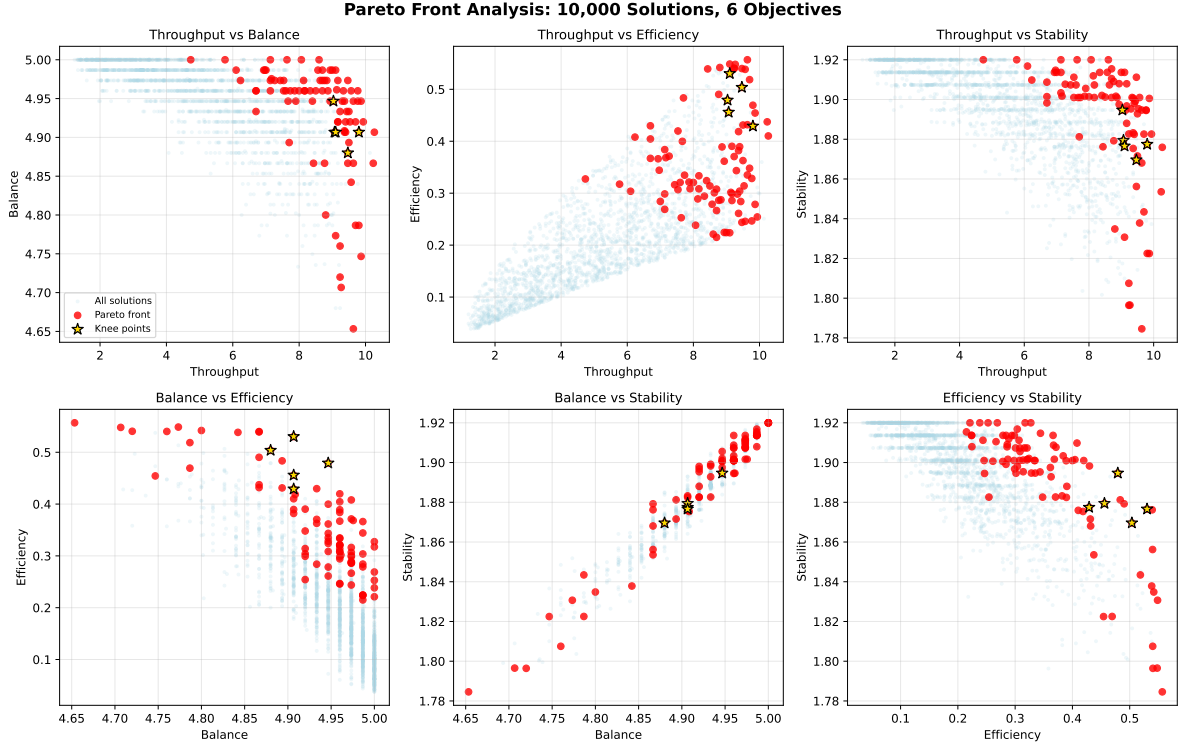 Pareto Front Analysis: 10,000 Solutions, 6 Objectives
Throughput vs Balance
5.00
4.95
4.90
4.85
4.80
4.75
4.70
4.65
Balance
All solutions
Pareto front
Knee points
2 4 6 8 10
Throughput
Throughput vs Efficiency
0.5
0.4
0.3
0.2
0.1
Efficiency
2 4 6 8 10
Throughput
Throughput vs Stability
1.92
1.90
1.88
1.86
1.84
1.82
1.80
1.78
Stability
2 4 6 8 10
Throughput
Balance vs Efficiency
0.5
0.4
0.3
0.2
0.1
Efficiency
4.65 4.70 4.75 4.80 4.85 4.90 4.95 5.00
Balance
Balance vs Stability
1.92
1.90
1.88
1.86
1.84
1.82
1.80
1.78
Stability
4.65 4.70 4.75 4.80 4.85 4.90 4.95 5.00
Balance
Efficiency vs Stability
1.92
1.90
1.88
1.86
1.84
1.82
1.80
1.78
Stability
0.1 0.2 0.3 0.4 0.5
Efficiency